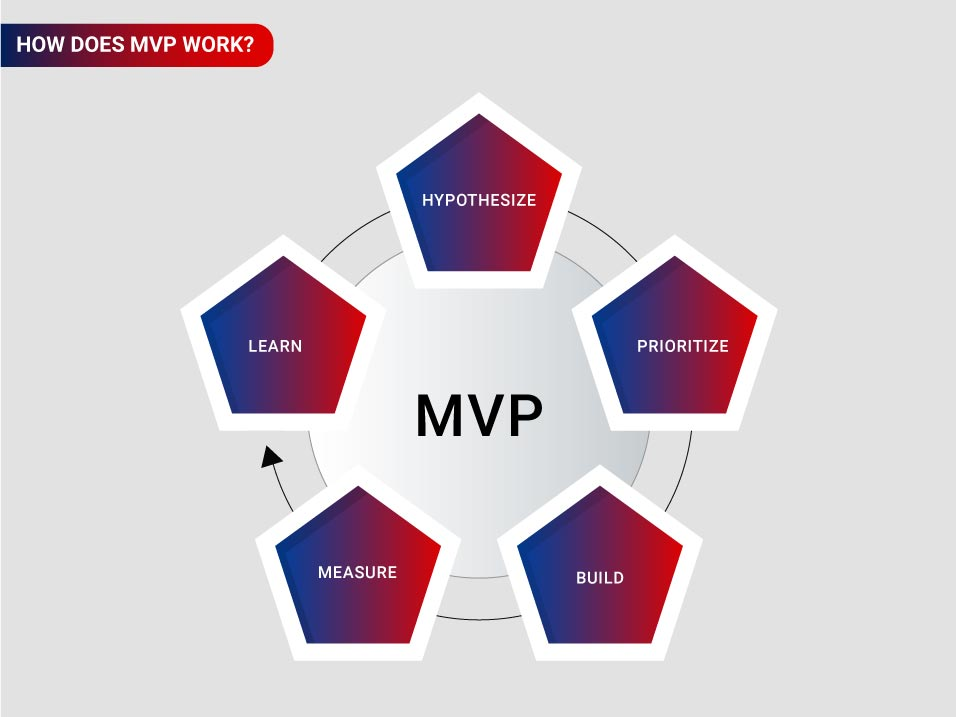 HOW DOES MVP WORK?
HYPOTHESIZE
LEARN
PRIORITIZE
MVP
MEASURE
BUILD